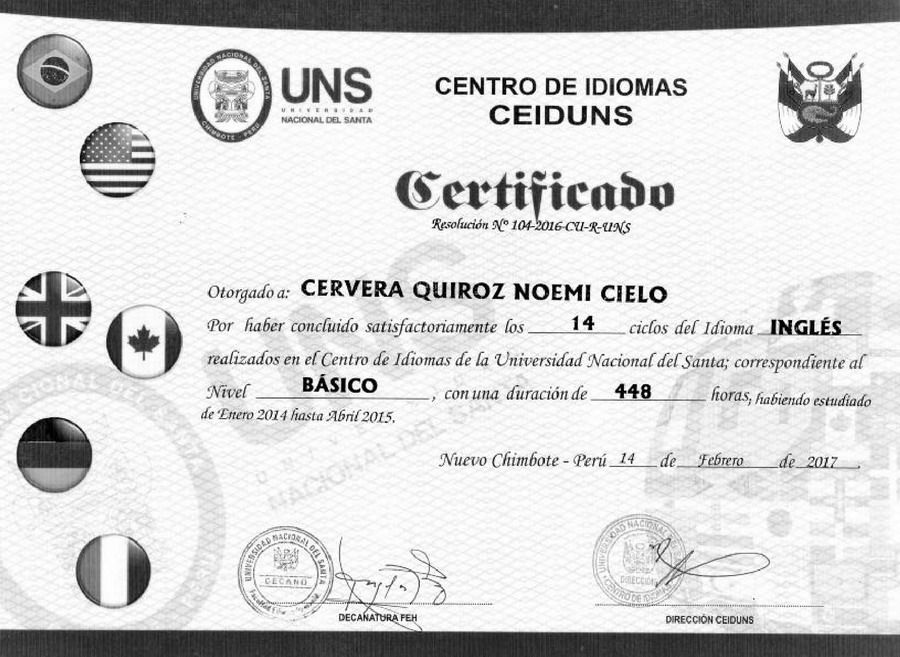 UNIVERSIDAD NACIONAL DEL SANTA
CHIMBOTE - PERÚ
UNS
UNIVERSIDAD
NACIONAL DEL SANTA
CENTRO DE IDIOMAS
CEIDUNS
Certificado
Resolución Nº 104-2016-CU-R-UNS
Otorgado a: CERVERA QUIROZ NOEMI CIELO
Por haber concluido satisfactoriamente los 14 ciclos del Idioma INGLÉS
realizados en el Centro de Idiomas de la Universidad Nacional del Santa; correspondiente al
Nivel BÁSICO, con una duración de 448 horas, habiendo estudiado
de Enero 2014 hasta Abril 2015.
Nuevo Chimbote - Perú 14 de Febrero de 2017.
UNS
NACIONAL DEL SANTA
UNIVERSIDAD NACIONAL DEL SANTA
DECANO
UNIVERSIDAD NACIONAL
DIRECCIÓN
CENTRO DE IDIOMAS
DECANATURA FEH
DIRECCIÓN CEIDUNS